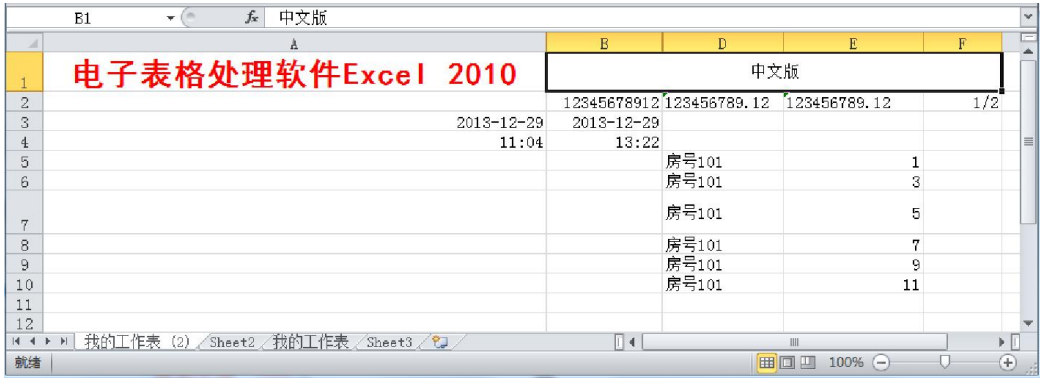 B1 fx 中文版
A B D E F
1 电子表格处理软件Excel 2010 中文版
2 12345678912 123456789.12 123456789.12 1/2
3 2013-12-29 2013-12-29
4 11:04 13:22
5 房号101 1
6 房号101 3
7 房号101 5
8 房号101 7
9 房号101 9
10 房号101 11
11
12
我的工作表 (2) Sheet2 我的工作表 Sheet3
就绪 100%